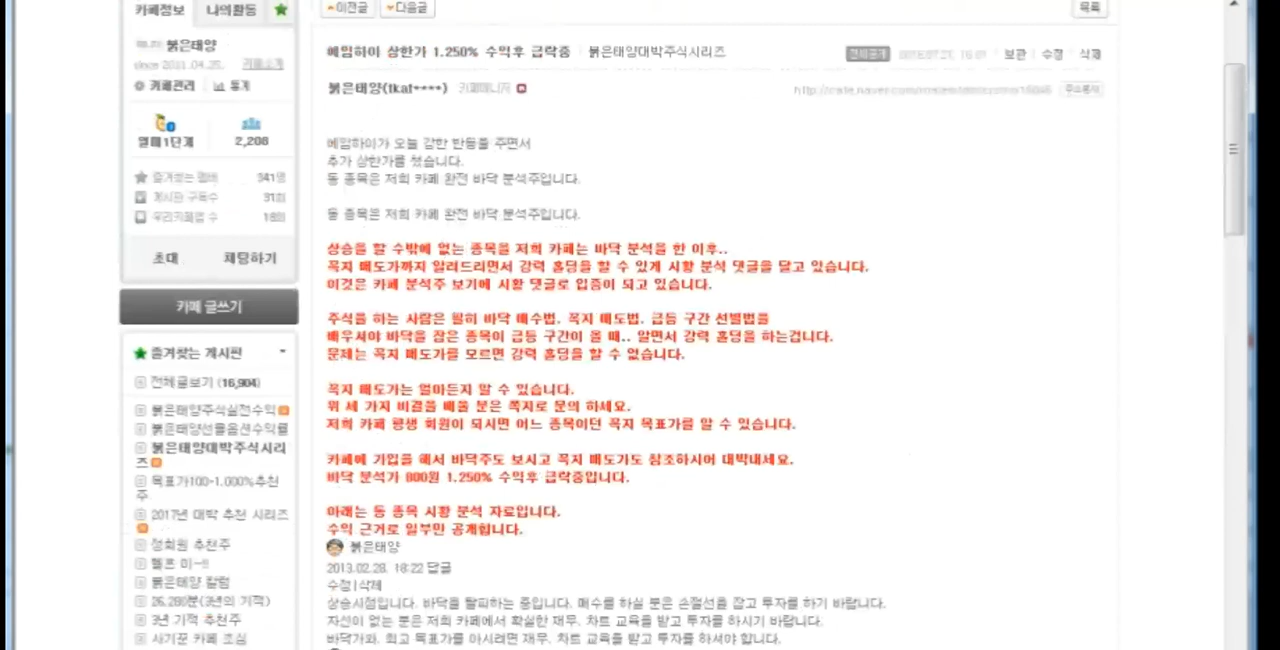 카페정보 나의활동
붉은태양
since 2011.04.25. 카페소개
카페관리 통계
열매1단계 2,208
즐겨찾는 멤버 341명
게시판 구독수 31회
우리카페앱 수 18회
초대 채팅하기
카페 글쓰기
즐겨찾는 게시판
전체글보기 (16,904)
붉은태양주식실전수익
붉은태양선물옵션수익률
붉은태양대박주식시리
즈
목표가100-1,000%추천
주
2017년 대박 추천 시리즈
정회원 추천주
헬프 미~!!
붉은태양 칼럼
26,280분(3년의 기적)
3년 기적 추천주
사기꾼 카페 조심
이전글 다음글 목록
에임하이 상한가 1.250% 수익후 급락중 붉은태양대박주식시리즈 전체공개 보관 수정 삭제
붉은태양(tkat****) 카페매니저 주소복사
에임하이가 오늘 강한 반등을 주면서
추가 상한가를 쳤습니다.
동 종목은 저희 카페 완전 바닥 분석주입니다.
동 종목은 저희 카페 완전 바닥 분석주입니다.
상승을 할 수밖에 없는 종목을 저희 카페는 바닥 분석을 한 이후..
꼭지 매도가까지 알려드리면서 강력 홀딩을 할 수 있게 시황 분석 댓글을 달고 있습니다.
이것은 카페 분석주 보기에 시황 댓글로 입증이 되고 있습니다.
주식을 하는 사람은 필히 바닥 매수법. 꼭지 매도법. 급등 구간 선별법을
배우셔야 바닥을 잡은 종목이 급등 구간이 올 때.. 알면서 강력 홀딩을 하는겁니다.
문제는 꼭지 매도가를 모르면 강력 홀딩을 할 수 없습니다.
꼭지 매도가는 얼마든지 알 수 있습니다.
위 세 가지 비결을 배울 분은 쪽지로 문의 하세요.
저희 카페 평생 회원이 되시면 어느 종목이던 꼭지 목표가를 알 수 있습니다.
카페에 가입을 해서 바닥주도 보시고 꼭지 매도가도 참조하시어 대박내세요.
바닥 분석가 800원 1.250% 수익후 급락중입니다.
아래는 동 종목 시황 분석 자료입니다.
수익 근거로 일부만 공개합니다.
붉은태양
2013.02.28. 18:22 답글
수정|삭제
상승시점입니다. 바닥을 탈피하는 중입니다. 매수를 하실 분은 손절선을 잡고 투자를 하기 바랍니다.
자신이 없는 분은 저희 카페에서 확실한 재무. 차트 교육을 받고 투자를 하시기 바랍니다.
바닥가와. 최고 목표가를 아시려면 재무. 차트 교육을 받고 투자를 하셔야 합니다.